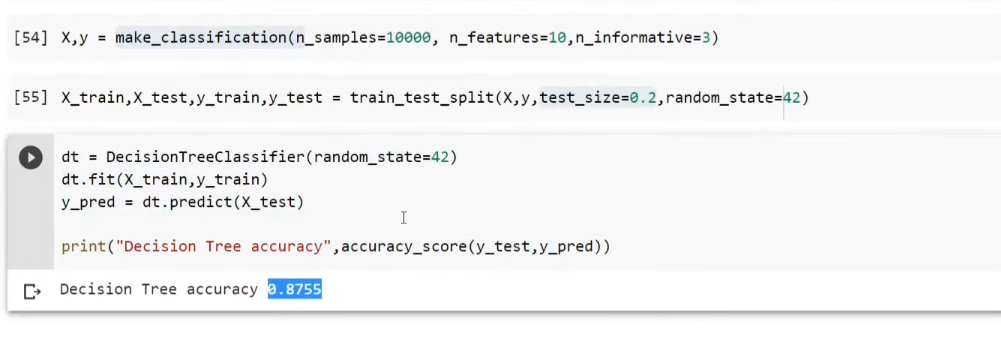 [54] X,y = make_classification(n_samples=10000, n_features=10,n_informative=3)
[55] X_train,X_test,y_train,y_test = train_test_split(X,y,test_size=0.2,random_state=42)
dt = DecisionTreeClassifier(random_state=42)
dt.fit(X_train,y_train)
y_pred = dt.predict(X_test)
print("Decision Tree accuracy",accuracy_score(y_test,y_pred))
Decision Tree accuracy 0.8755